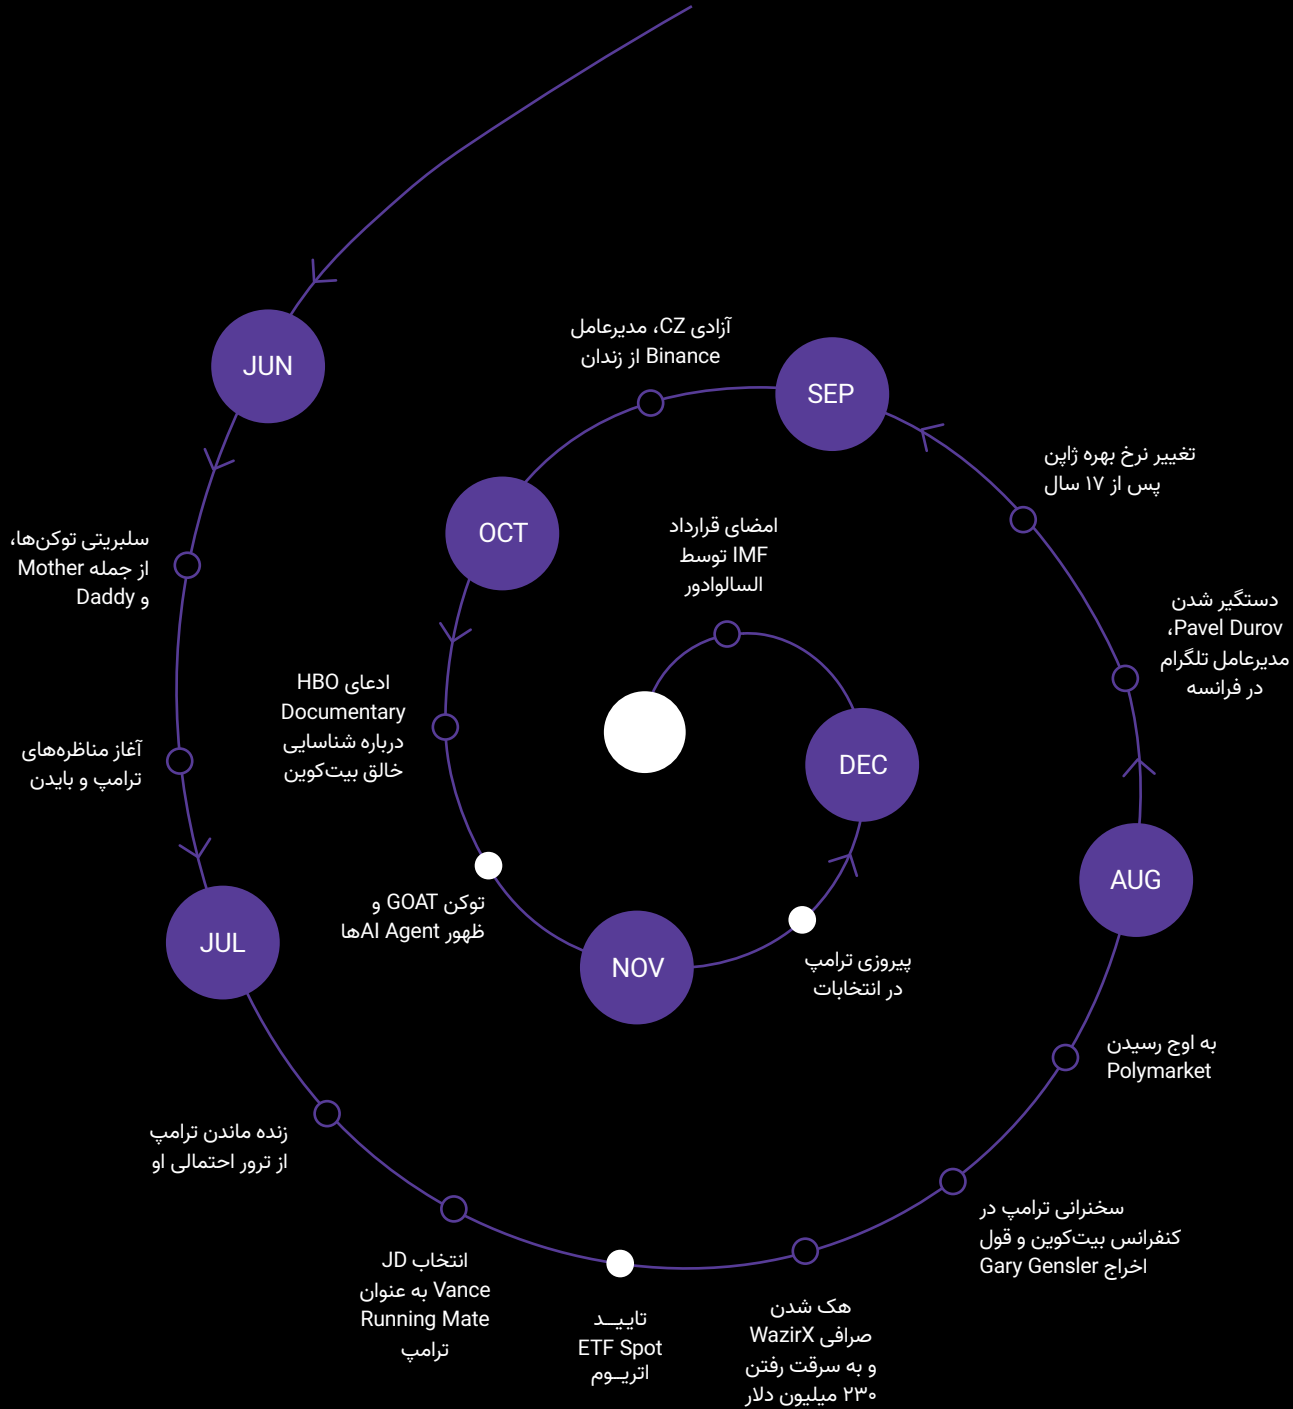 JUN
سلبریتی توکن‌ها،
از جمله Mother
و Daddy
آغاز مناظره‌های
ترامپ و بایدن
JUL
زنده ماندن ترامپ
از ترور احتمالی او
انتخاب JD
Vance به عنوان
Running Mate
ترامپ
تاییــد
ETF Spot
اتریــوم
هک شدن
صرافی WazirX
و به سرقت رفتن
۲۳۰ میلیون دلار
سخنرانی ترامپ در
کنفرانس بیت‌کوین و قول
اخراج Gary Gensler
به اوج رسیدن
Polymarket
AUG
دستگیر شدن
Pavel Durov،
مدیرعامل تلگرام
در فرانسه
تغییر نرخ بهره ژاپن
پس از ۱۷ سال
SEP
آزادی CZ، مدیرعامل
Binance از زندان
OCT
ادعای HBO
Documentary
درباره شناسایی
خالق بیت‌کوین
توکن GOAT و
ظهور AI Agentها
NOV
پیروزی ترامپ
در انتخابات
DEC
امضای قرارداد
IMF توسط
السالوادور